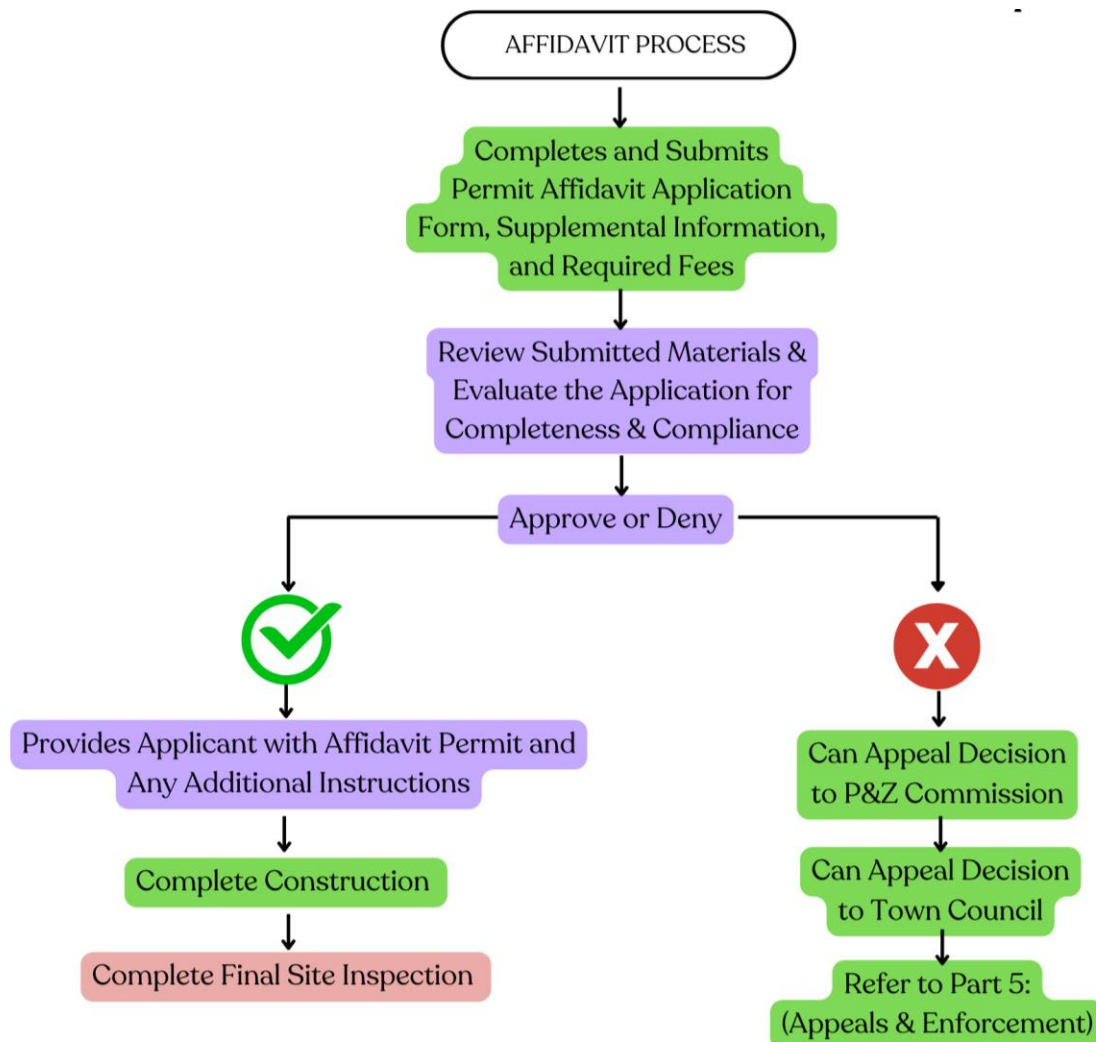 AFFIDAVIT PROCESS
Completes and Submits
Permit Affidavit Application
Form, Supplemental Information,
and Required Fees
Review Submitted Materials &
Evaluate the Application for
Completeness & Compliance
Approve or Deny
X
Provides Applicant with Affidavit Permit and
Any Additional Instructions
Complete Construction
Complete Final Site Inspection
Can Appeal Decision
to P&Z Commission
Can Appeal Decision
to Town Council
Refer to Part 5:
(Appeals & Enforcement)